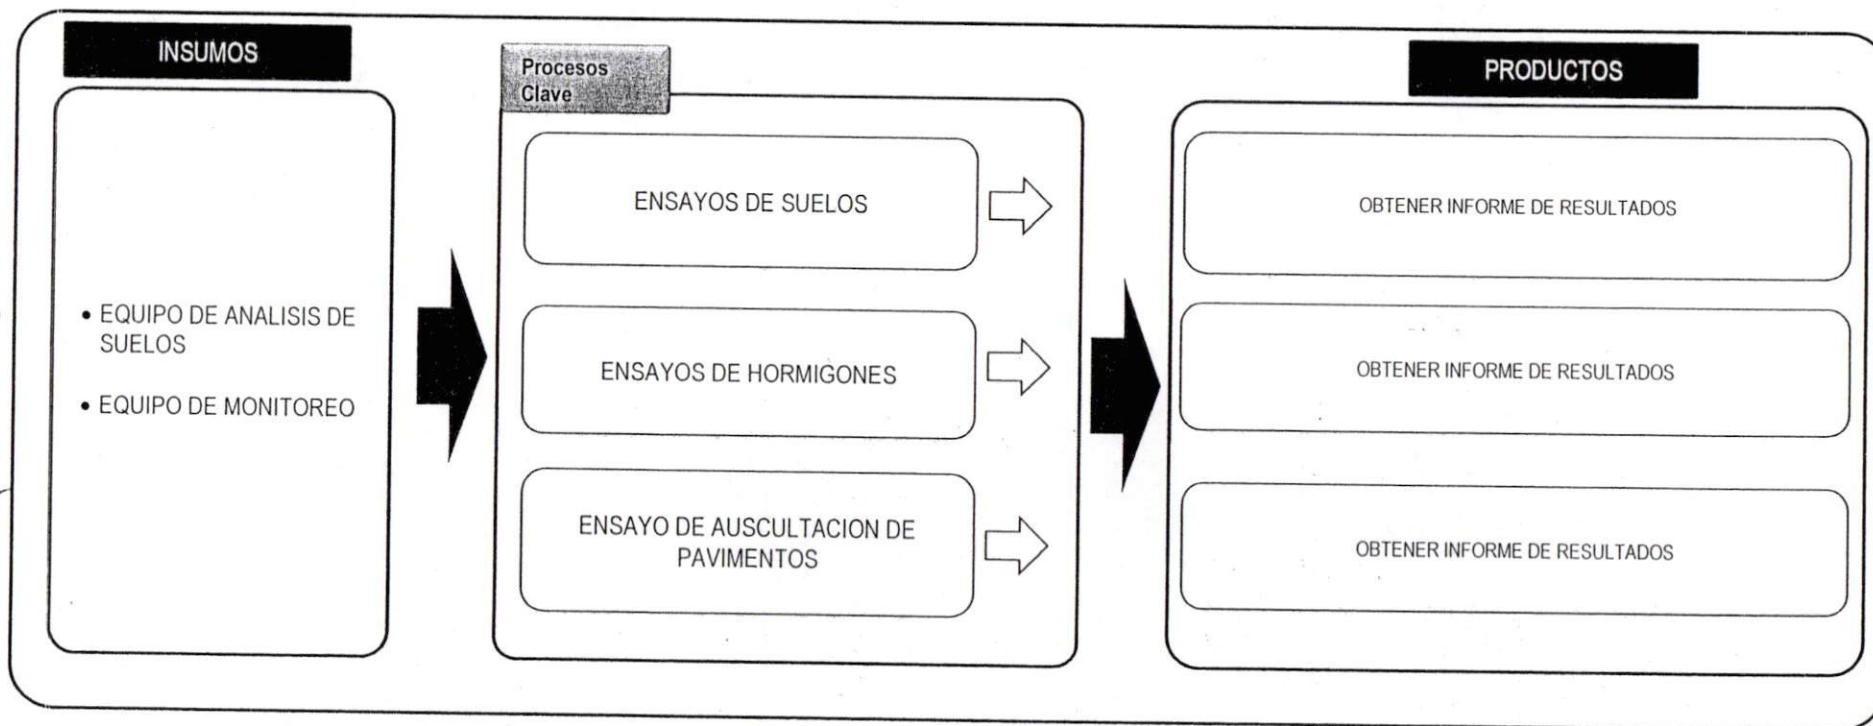 INSUMOS
• EQUIPO DE ANALISIS DE
SUELOS
• EQUIPO DE MONITOREO
Procesos
Clave
ENSAYOS DE SUELOS
ENSAYOS DE HORMIGONES
ENSAYO DE AUSCULTACION DE
PAVIMENTOS
PRODUCTOS
OBTENER INFORME DE RESULTADOS
OBTENER INFORME DE RESULTADOS
OBTENER INFORME DE RESULTADOS